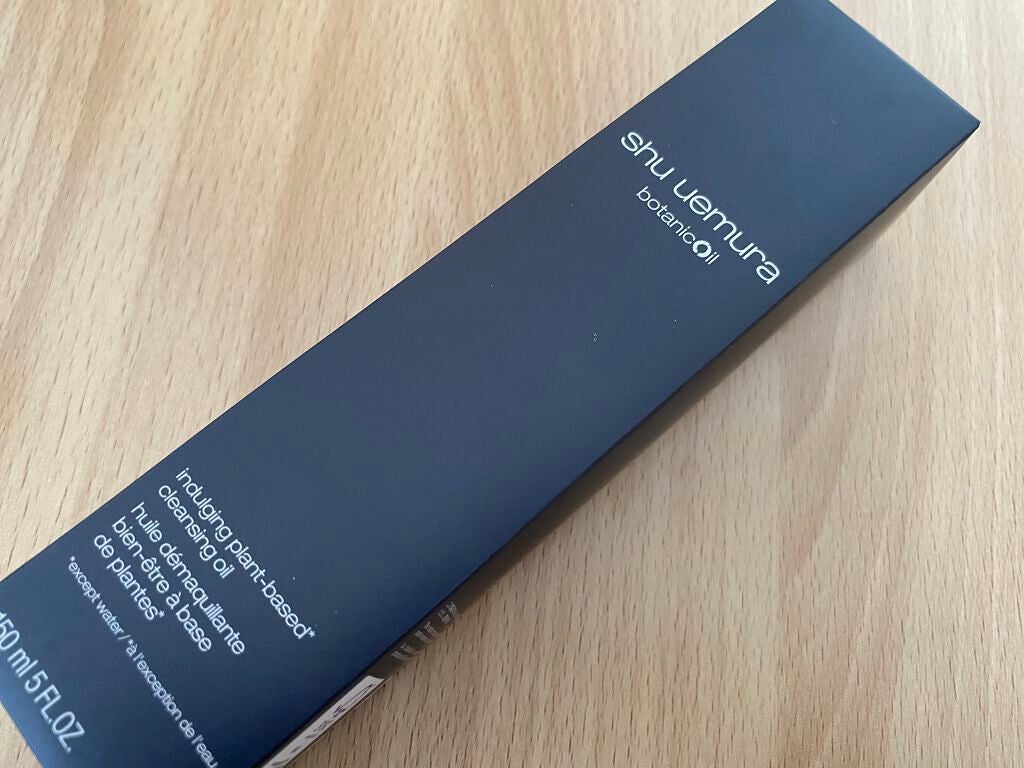 shu uemura
botanicoil
indulging plant-based*
cleansing oil
huile démaquillante
bien-être à base
de plantes*
*except water / *à l'exception de l'eau
150 ml 5 FL.OZ.